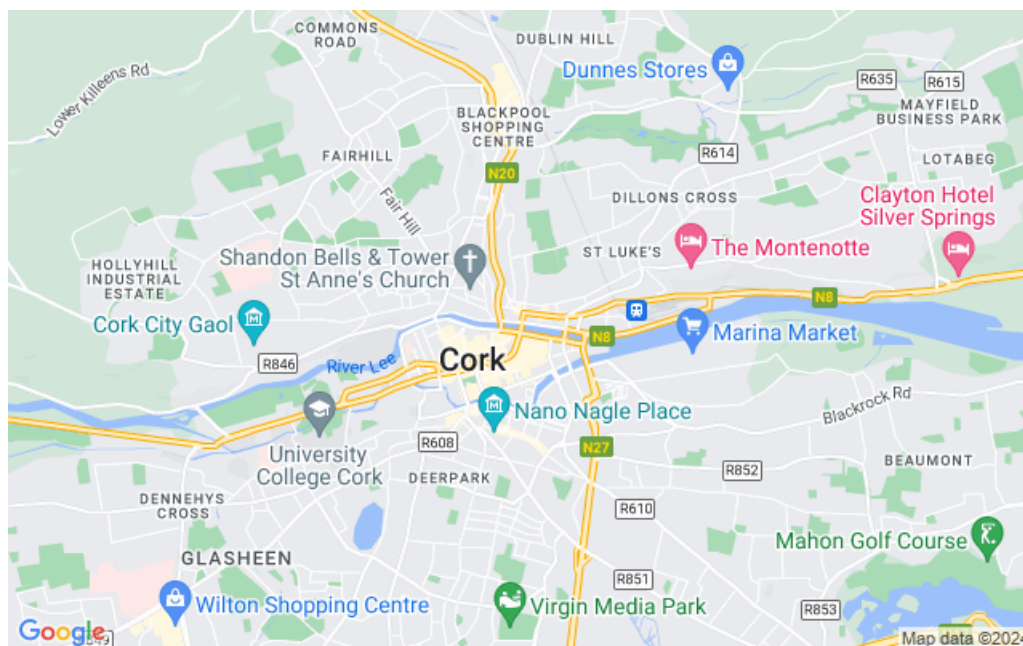 COMMONS
ROAD
DUBLIN HILL
Dunnes Stores
Lower Killeens Rd
R635
R615
MAYFIELD
BUSINESS PARK
BLACKPOOL
SHOPPING
CENTRE
R614
LOTABEG
FAIRHILL
N20
Fair Hill
DILLONS CROSS
Clayton Hotel
Silver Springs
ST LUKE'S
The Montenotte
Shandon Bells & Tower
St Anne's Church
HOLLYHILL
INDUSTRIAL
ESTATE
N8
Cork City Gaol
N8
Marina Market
R846
River Lee
Cork
Nano Nagle Place
Blackrock Rd
R608
N27
University
College Cork
R852
BEAUMONT
DEERPARK
DENNEHYS
CROSS
R610
Mahon Golf Course
GLASHEEN
R851
Wilton Shopping Centre
Virgin Media Park
R853
Google
Map data ©2024